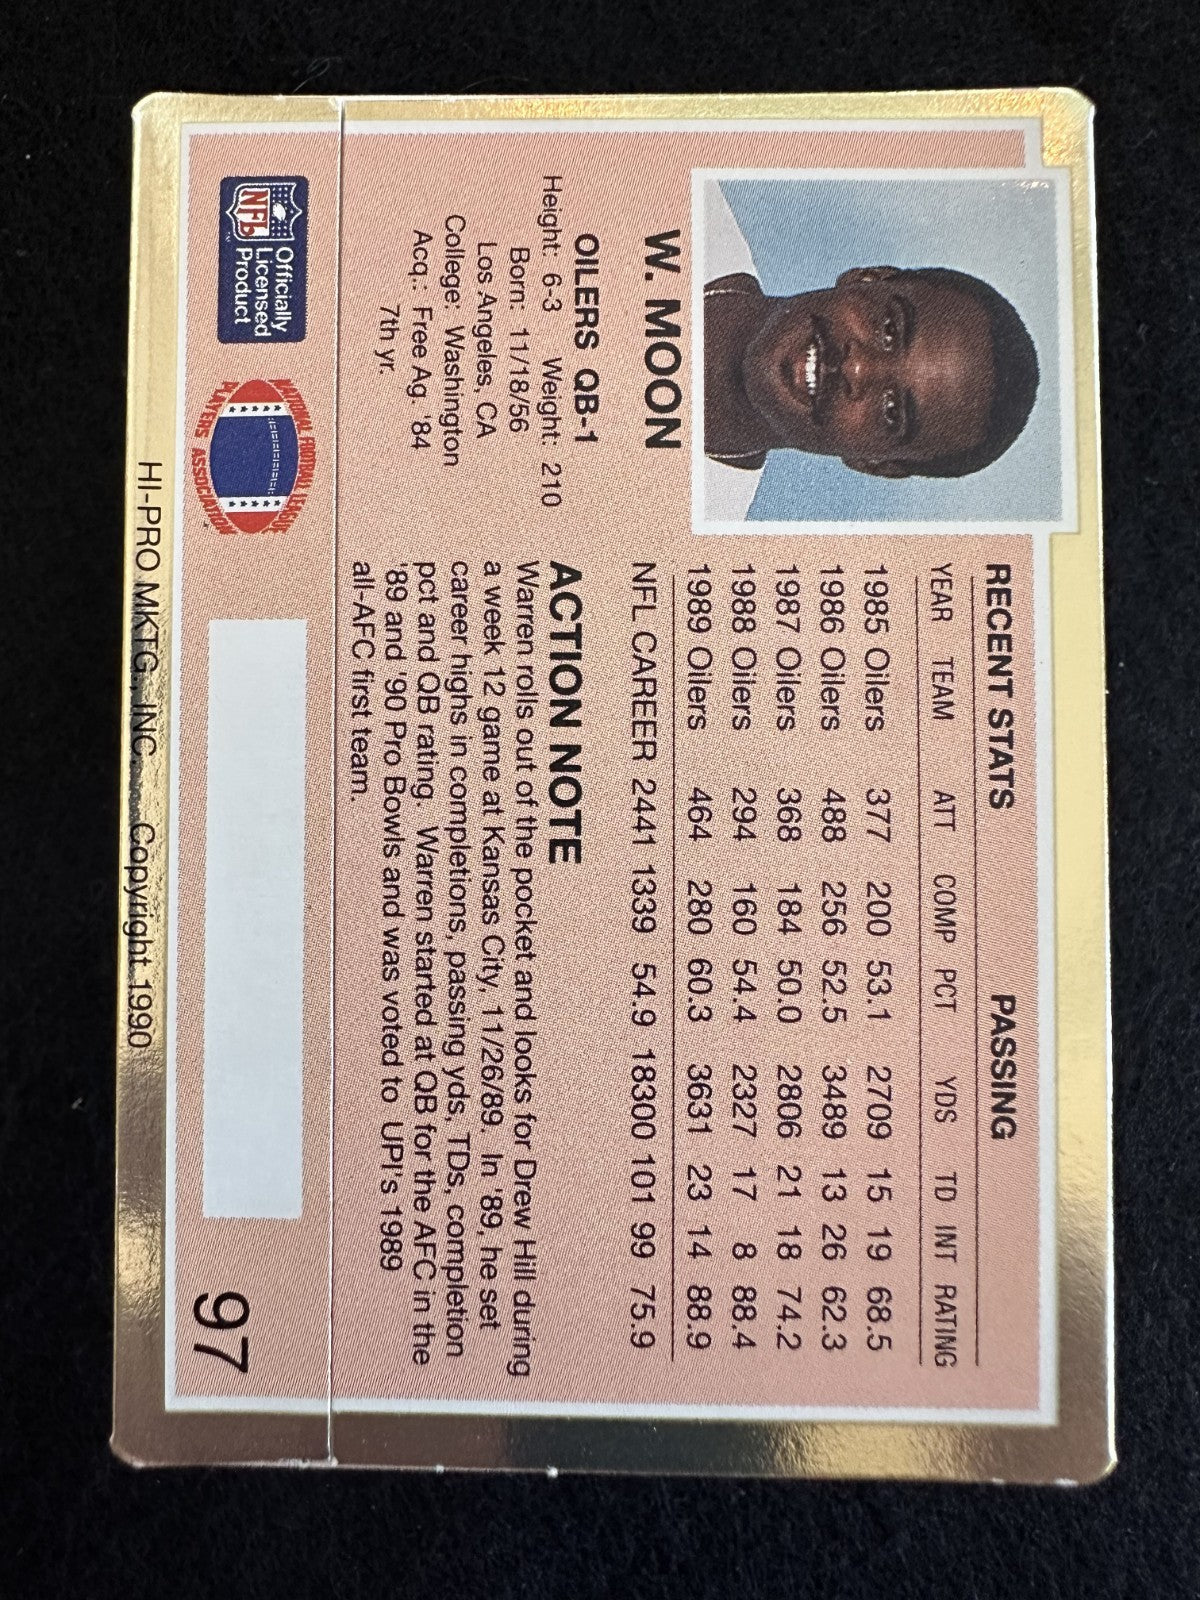 W. MOON
OILERS QB-1
Height: 6-3 Weight: 210
Born: 11/18/56
Los Angeles, CA
College: Washington
Acq.: Free Ag. '84
7th yr.
RECENT STATS PASSING
YEAR TEAM ATT COMP PCT YDS TD INT RATING
1985 Oilers 377 200 53.1 2709 15 19 68.5
1986 Oilers 488 256 52.5 3489 13 26 62.3
1987 Oilers 368 184 50.0 2806 21 18 74.2
1988 Oilers 294 160 54.4 2327 17 8 88.4
1989 Oilers 464 280 60.3 3631 23 14 88.9
NFL CAREER 2441 1339 54.9 18300 101 99 75.9
ACTION NOTE
Warren rolls out of the pocket and looks for Drew Hill during
a week 12 game at Kansas City, 11/26/89. In '89, he set
career highs in completions, passing yds, TDs, completion
pct and QB rating. Warren started at QB for the AFC in the
'89 and '90 Pro Bowls and was voted to UPI's 1989
all-AFC first team.
NFL
Officially
Licensed
Product
TM
NATIONAL FOOTBALL LEAGUE
PLAYERS ASSOCIATION
97
HI-PRO MKTG., INC. Copyright 1990